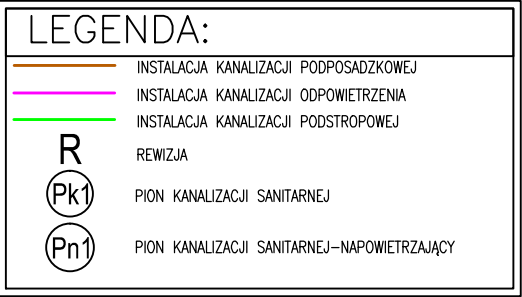 LEGENDA:
INSTALACJA KANALIZACJI PODPOSADZKOWEJ
INSTALACJA KANALIZACJI ODPOWIETRZENIA
INSTALACJA KANALIZACJI PODSTROPOWEJ
R REWIZJA
Pk1 PION KANALIZACJI SANITARNEJ
Pn1 PION KANALIZACJI SANITARNEJ-NAPOWIETRZAJĄCY